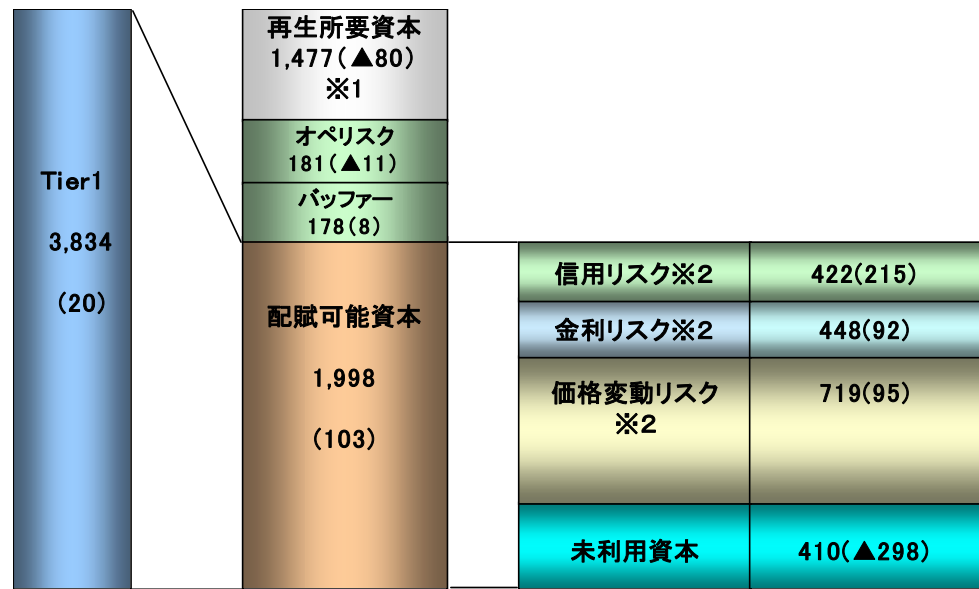 Tier1
3,834
(20)
再生所要資本
1,477(▲80)
※1
オペリスク
181(▲11)
バッファー
178(8)
配賦可能資本
1,998
(103)
信用リスク※2 422(215)
金利リスク※2 448(92)
価格変動リスク 719(95)
※2
未利用資本 410(▲298)